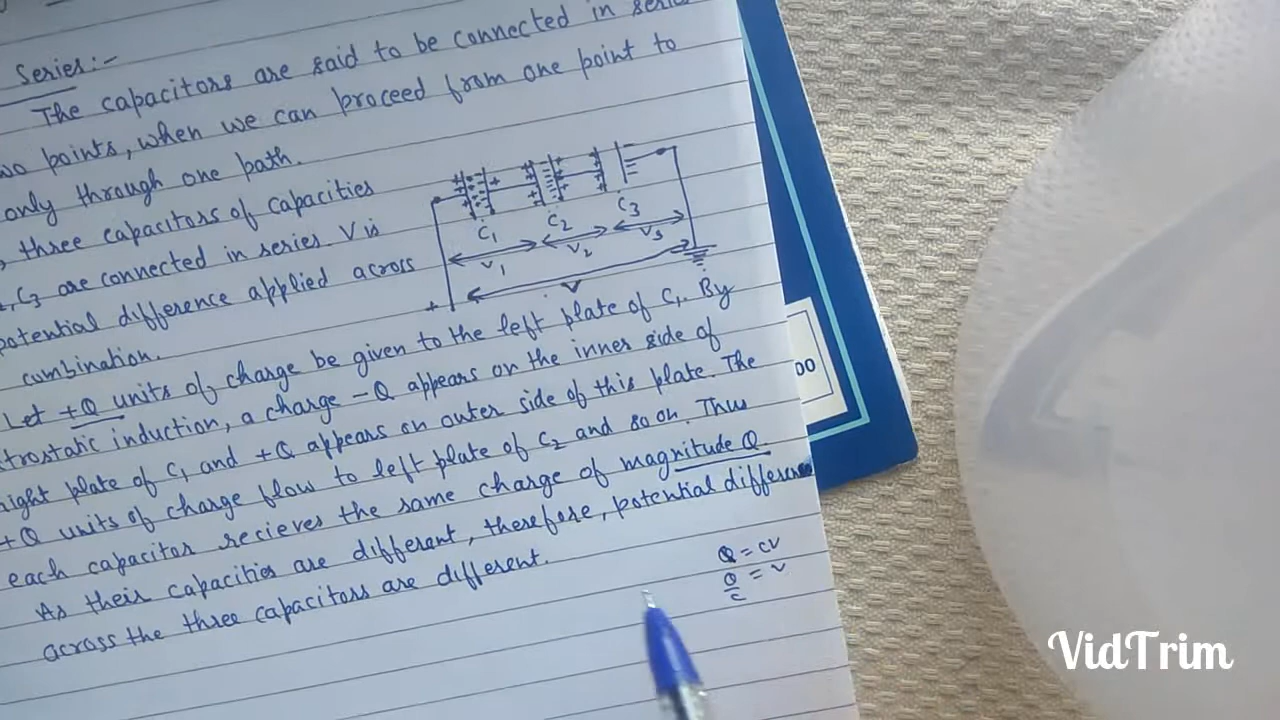 Series:-
The capacitors are said to be connected in series
two points, when we can proceed from one point to
only through one path.
three capacitors of capacities
C3 are connected in series. V is
potential difference applied across
combination.
C1
C2
C3
V1
V2
V3
V
+
Let +Q units of charge be given to the left plate of C1. By
trostatic induction, a charge -Q appears on the inner side of
right plate of C1 and +Q appears on outer side of this plate. The
+Q units of charge flow to left plate of C2 and so on. Thus
each capacitor recieves the same charge of magnitude Q.
As their capacities are different, therefore, potential difference
across the three capacitors are different.
Q = CV
Q/C = V
00
VidTrim